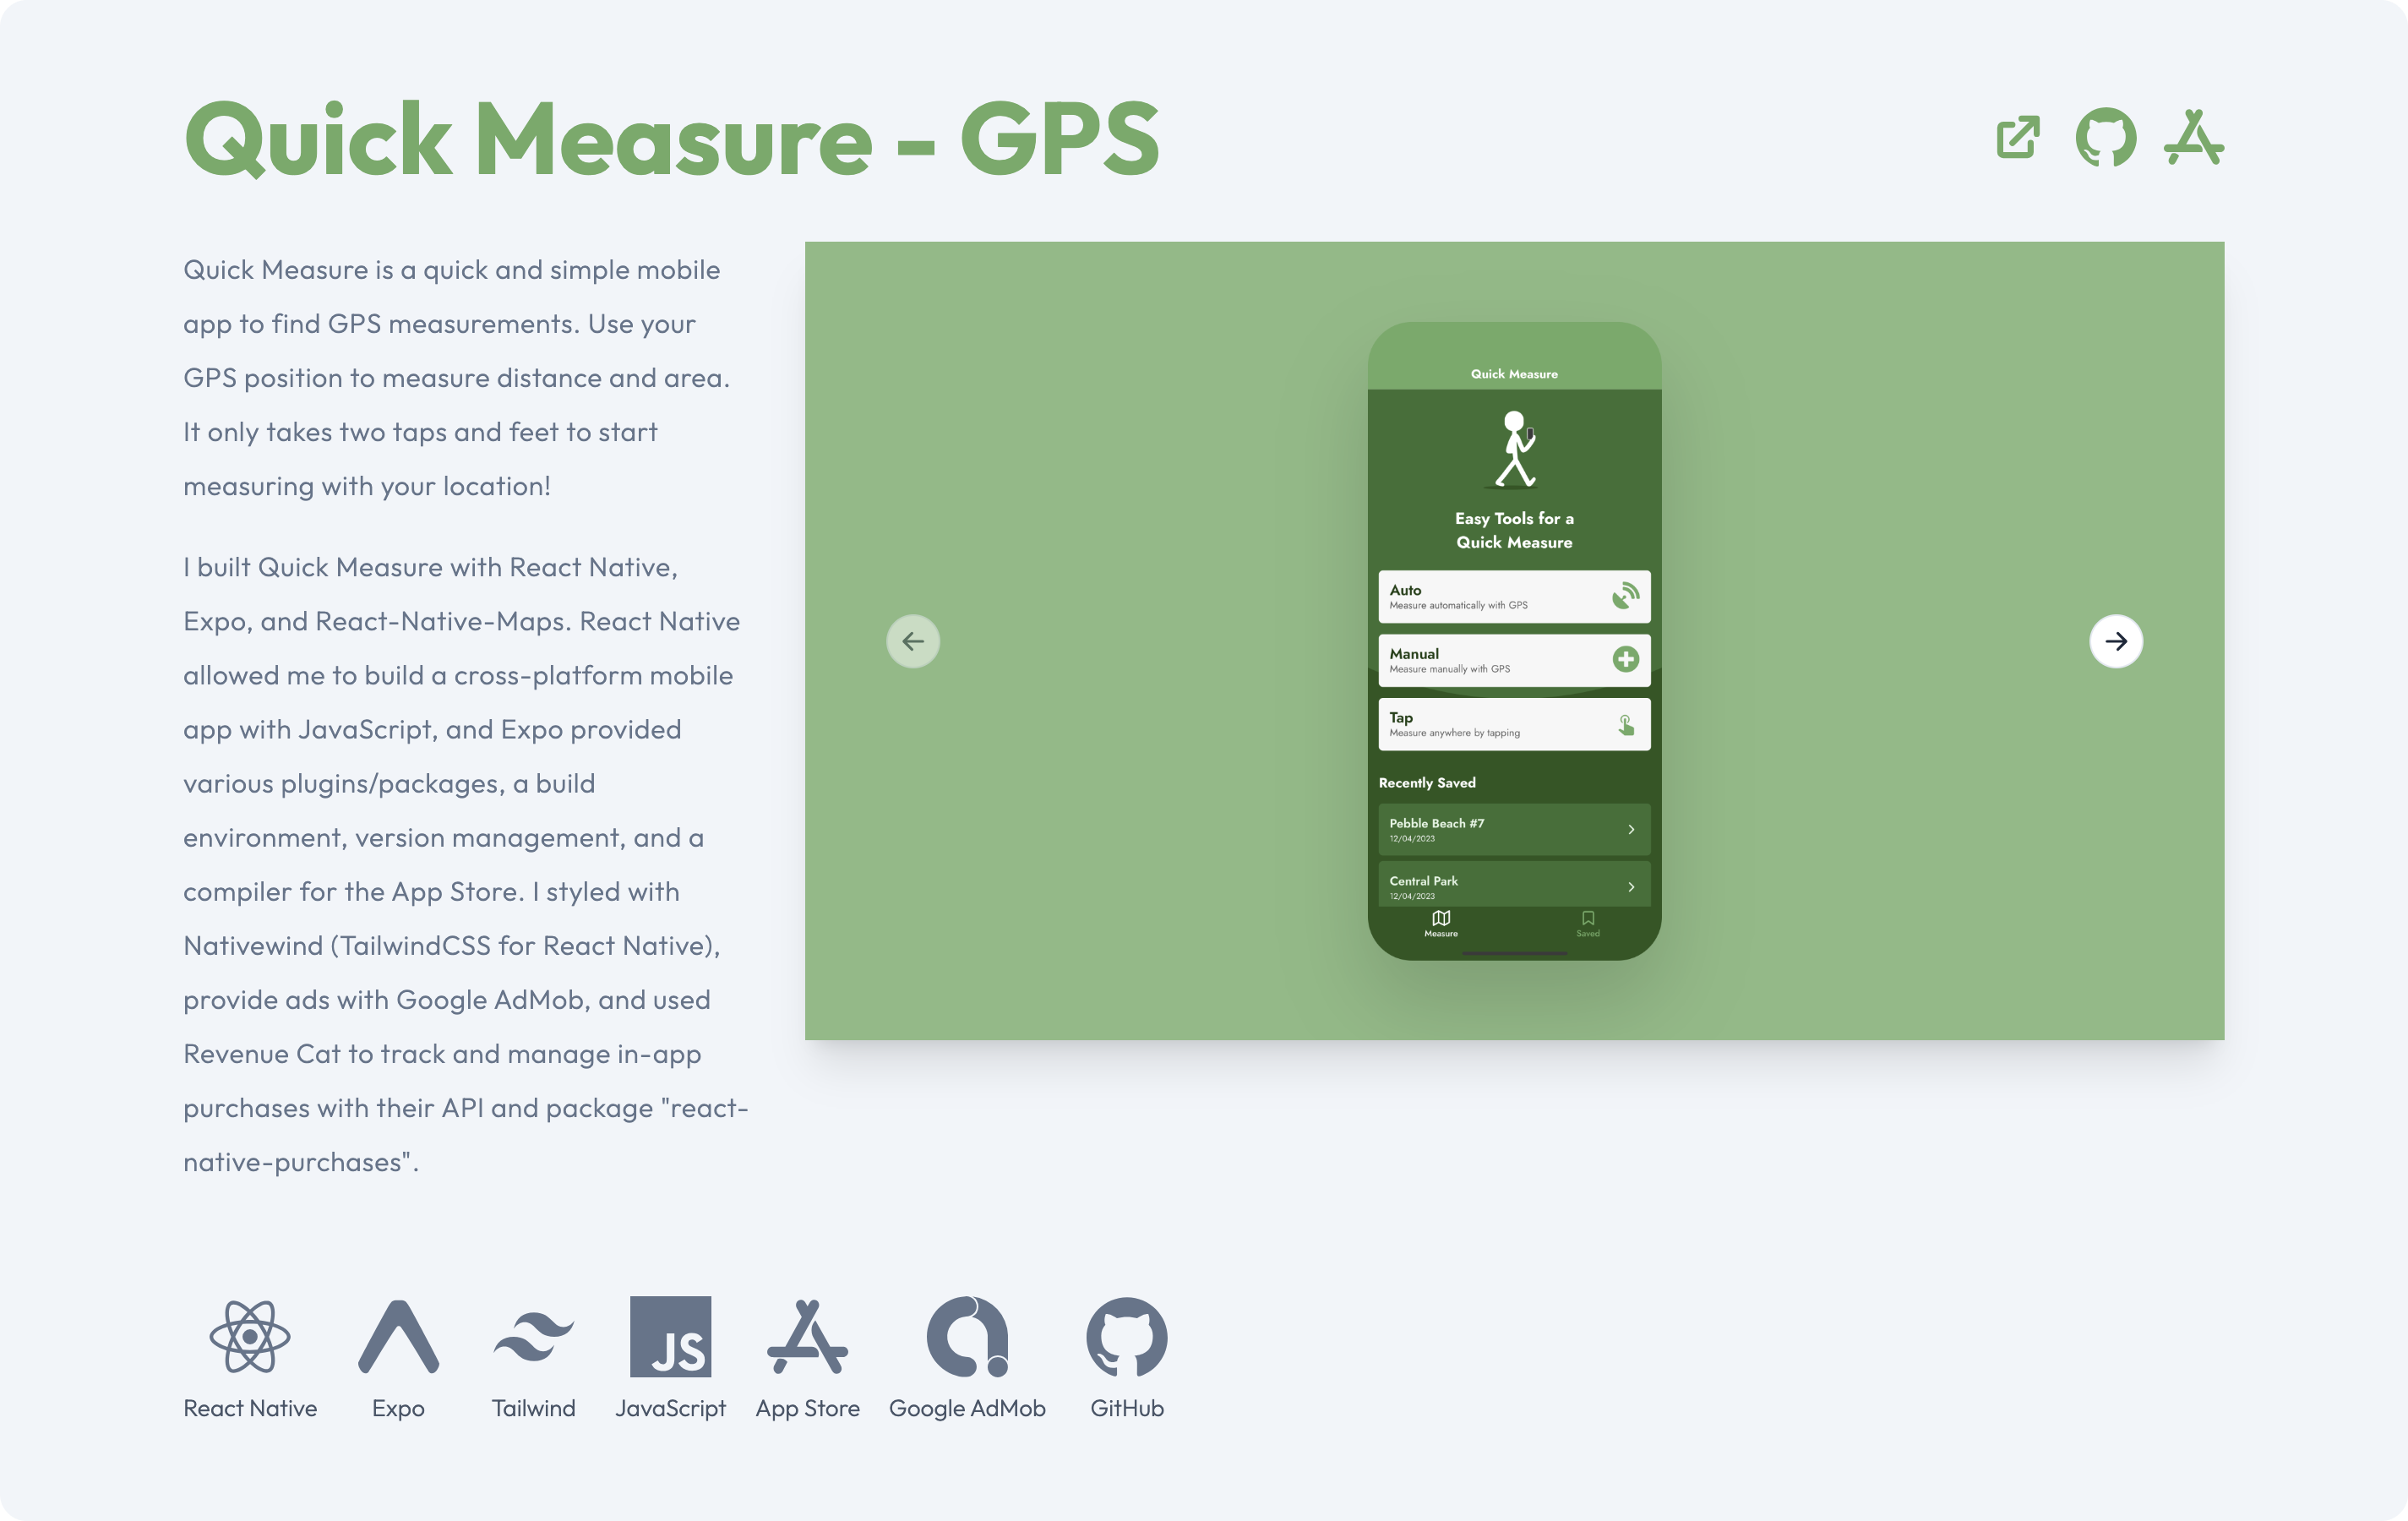 Quick Measure - GPS
Quick Measure is a quick and simple mobile
app to find GPS measurements. Use your
GPS position to measure distance and area.
It only takes two taps and feet to start
measuring with your location!
I built Quick Measure with React Native,
Expo, and React-Native-Maps. React Native
allowed me to build a cross-platform mobile
app with JavaScript, and Expo provided
various plugins/packages, a build
environment, version management, and a
compiler for the App Store. I styled with
Nativewind (TailwindCSS for React Native),
provide ads with Google AdMob, and used
Revenue Cat to track and manage in-app
purchases with their API and package "react-
native-purchases".
Quick Measure
Easy Tools for a
Quick Measure
Auto
Measure automatically with GPS
Manual
Measure manually with GPS
Tap
Measure anywhere by tapping
Recently Saved
Pebble Beach #7
12/04/2023
Central Park
12/04/2023
Measure
Saved
JS
React Native
Expo
Tailwind
JavaScript
App Store
Google AdMob
GitHub